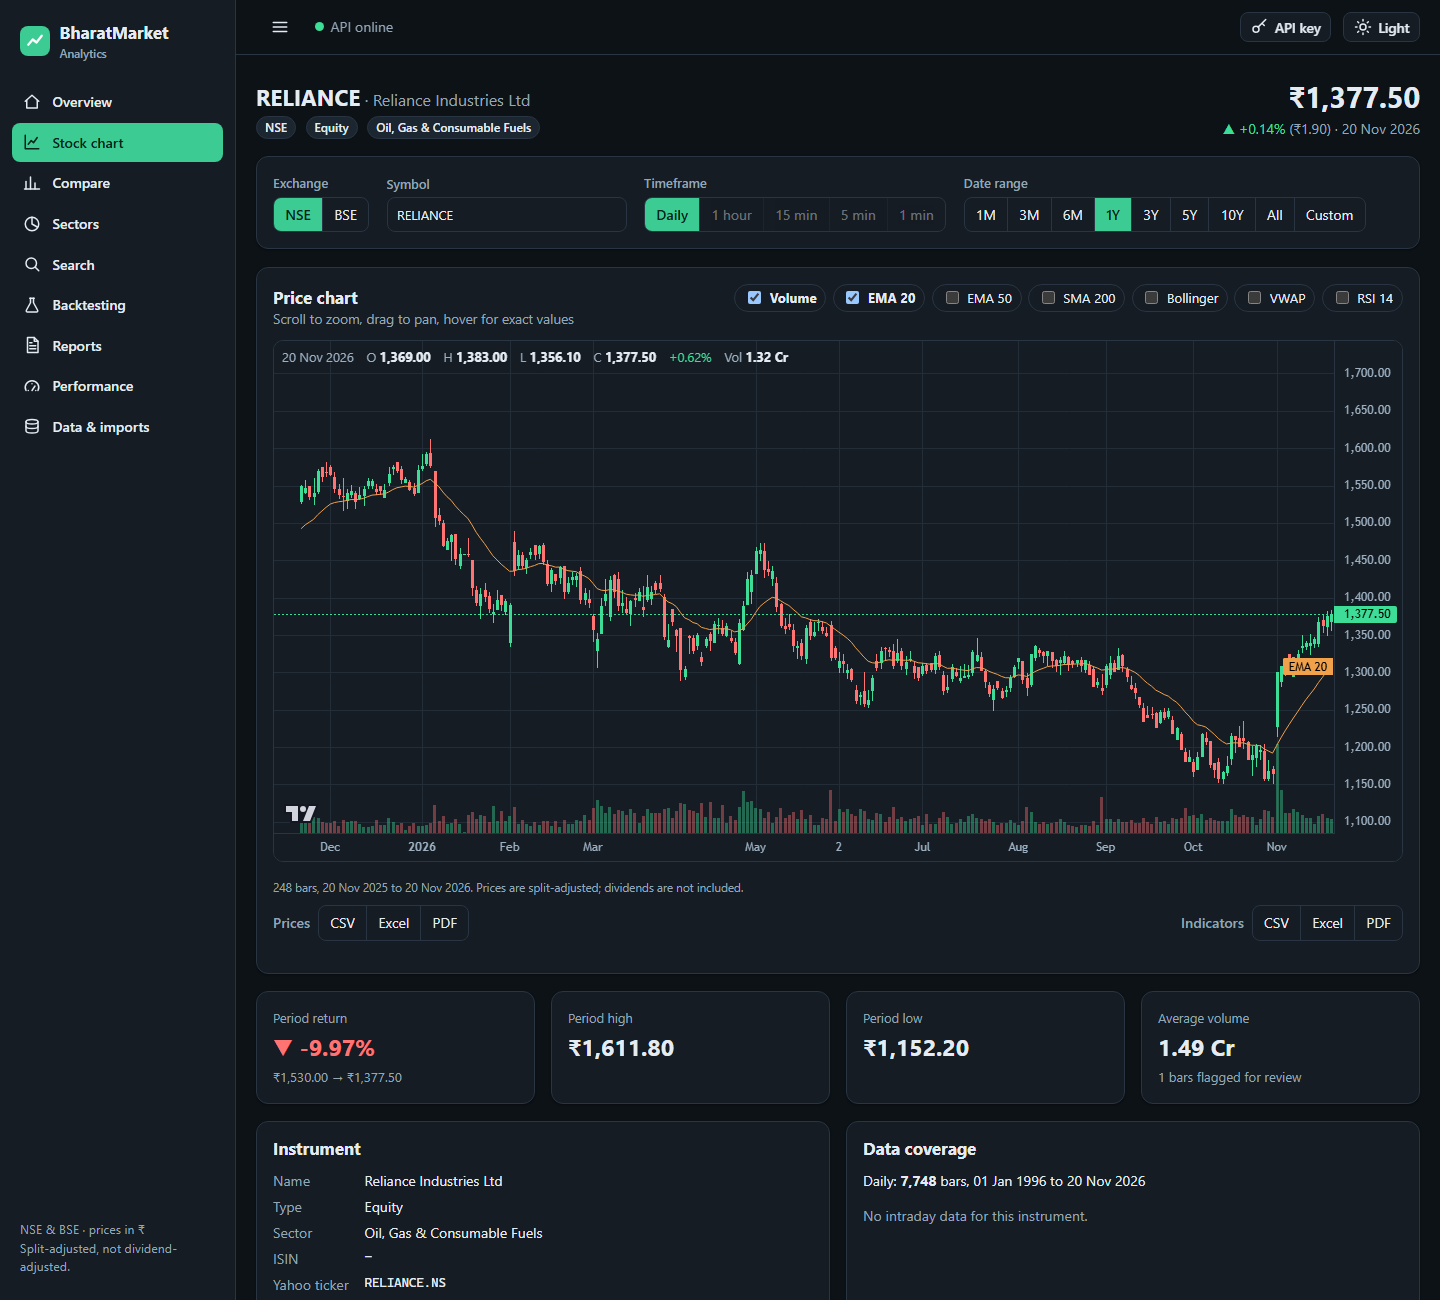 BharatMarket
Analytics
Overview
Stock chart
Compare
Sectors
Search
Backtesting
Reports
Performance
Data & imports
NSE & BSE · prices in ₹
Split-adjusted, not dividend-
adjusted.
API online
API key
Light
RELIANCE · Reliance Industries Ltd
NSE Equity Oil, Gas & Consumable Fuels
₹1,377.50
▲ +0.14% (₹1.90) · 20 Nov 2026
Exchange
NSE BSE
Symbol
RELIANCE
Timeframe
Daily 1 hour 15 min 5 min 1 min
Date range
1M 3M 6M 1Y 3Y 5Y 10Y All Custom
Price chart
Scroll to zoom, drag to pan, hover for exact values
Volume EMA 20 EMA 50 SMA 200 Bollinger VWAP RSI 14
20 Nov 2026 O 1,369.00 H 1,383.00 L 1,356.10 C 1,377.50 +0.62% Vol 1.32 Cr
1,700.00
1,650.00
1,600.00
1,550.00
1,500.00
1,450.00
1,400.00
1,377.50
1,350.00
EMA 20
1,300.00
1,250.00
1,200.00
1,150.00
1,100.00
Dec 2026 Feb Mar May 2 Jul Aug Sep Oct Nov
248 bars, 20 Nov 2025 to 20 Nov 2026. Prices are split-adjusted; dividends are not included.
Prices CSV Excel PDF
Indicators CSV Excel PDF
Period return
▼ -9.97%
₹1,530.00 → ₹1,377.50
Period high
₹1,611.80
Period low
₹1,152.20
Average volume
1.49 Cr
1 bars flagged for review
Instrument
Name Reliance Industries Ltd
Type Equity
Sector Oil, Gas & Consumable Fuels
ISIN –
Yahoo ticker RELIANCE.NS
Data coverage
Daily: 7,748 bars, 01 Jan 1996 to 20 Nov 2026
No intraday data for this instrument.